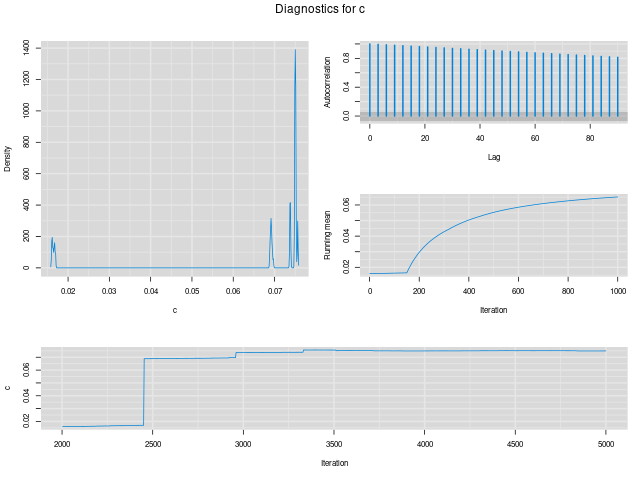 Diagnostics for c
Density
0 200 400 600 800 1000 1200 1400
0.02 0.03 0.04 0.05 0.06 0.07
c
Autocorrelation
0.0 0.4 0.8
0 20 40 60 80
Lag
Running mean
0.02 0.04 0.06
0 200 400 600 800 1000
Iteration
c
0.02 0.04 0.06
2000 2500 3000 3500 4000 4500 5000
Iteration